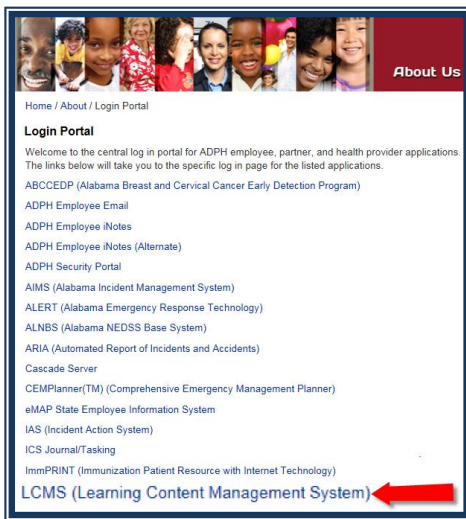 About Us
Home / About / Login Portal
Login Portal
Welcome to the central log in portal for ADPH employee, partner, and health provider applications.
The links below will take you to the specific log in page for the listed applications.
ABCCEDP (Alabama Breast and Cervical Cancer Early Detection Program)
ADPH Employee Email
ADPH Employee iNotes
ADPH Employee iNotes (Alternate)
ADPH Security Portal
AIMS (Alabama Incident Management System)
ALERT (Alabama Emergency Response Technology)
ALNBS (Alabama NEDSS Base System)
ARIA (Automated Report of Incidents and Accidents)
Cascade Server
CEMPlanner(TM) (Comprehensive Emergency Management Planner)
eMAP State Employee Information System
IAS (Incident Action System)
ICS Journal/Tasking
ImmPRINT (Immunization Patient Resource with Internet Technology)
LCMS (Learning Content Management System)